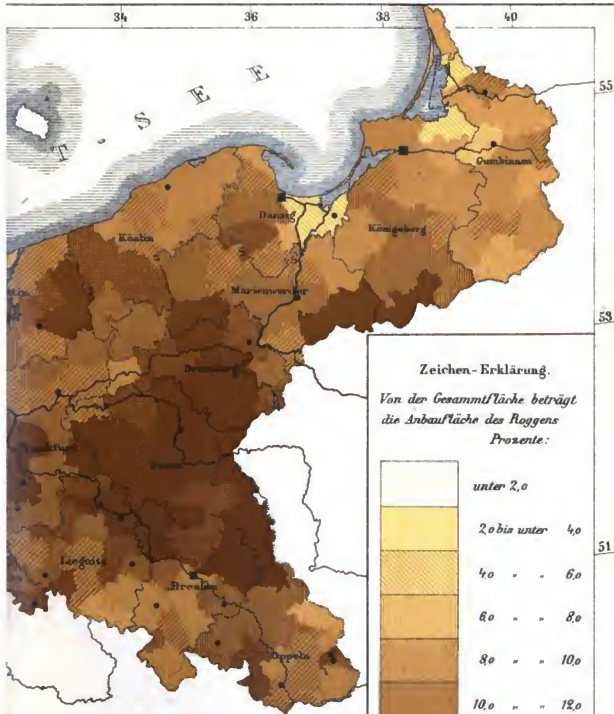 34 36 38 40
55
T - S E E
Gumbinnen
Danzig
Königsberg
Köslin
Marienwerder
53
Bromberg
Zeichen-Erklärung.
Von der Gesammtfläche beträgt
die Anbaufläche des Roggens
Prozente:
Frankfurt
Posen
unter 2,0
2,0 bis unter 4,0
51
Liegnitz
4,0 „ „ 6,0
Breslau
6,0 „ „ 8,0
Oppeln
8,0 „ „ 10,0
10,0 „ „ 12,0